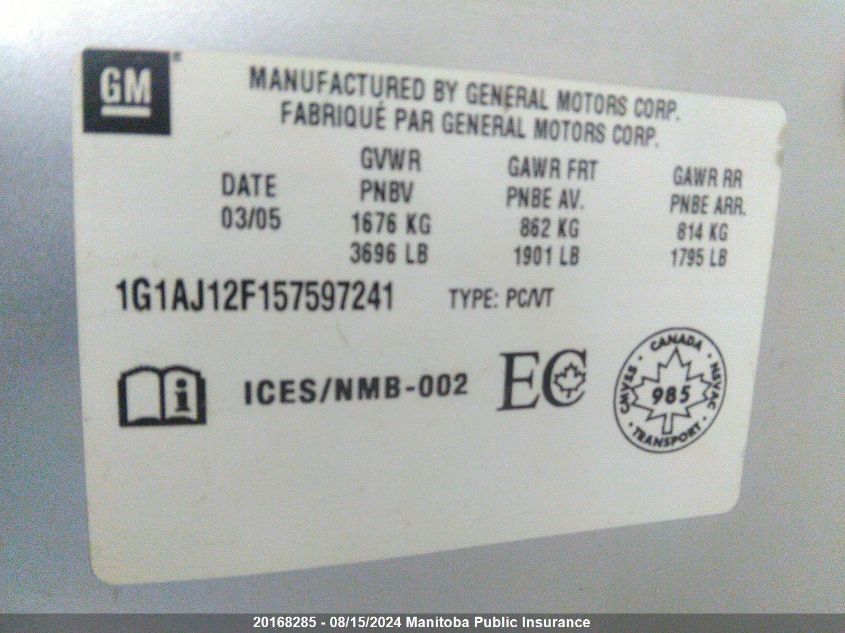 GM
MANUFACTURED BY GENERAL MOTORS CORP.
FABRIQUÉ PAR GENERAL MOTORS CORP.
DATE GVWR GAWR FRT GAWR RR
PNBV PNBE AV. PNBE ARR.
03/05 1676 KG 862 KG 814 KG
3696 LB 1901 LB 1795 LB
1G1AJ12F157597241 TYPE: PC/VT
i ICES/NMB-002 EC
CANADA
CMVSS 985 NSVAC
TRANSPORT
20168285 - 08/15/2024 Manitoba Public Insurance